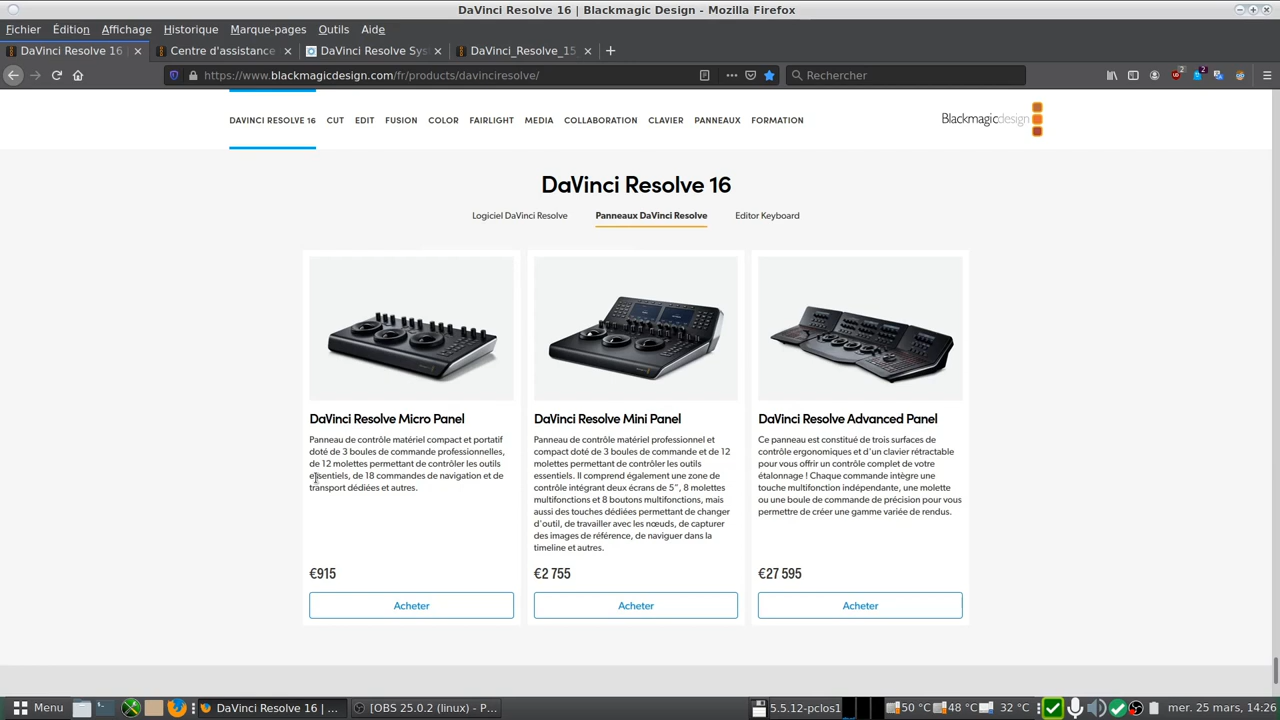 DaVinci Resolve 16 | Blackmagic Design - Mozilla Firefox
Fichier Édition Affichage Historique Marque-pages Outils Aide
DaVinci Resolve 16 Centre d'assistance DaVinci Resolve Sys DaVinci_Resolve_15
https://www.blackmagicdesign.com/fr/products/davinciresolve/ Rechercher 2 2
DAVINCI RESOLVE 16 CUT EDIT FUSION COLOR FAIRLIGHT MEDIA COLLABORATION CLAVIER PANNEAUX FORMATION Blackmagicdesign
DaVinci Resolve 16
Logiciel DaVinci Resolve Panneaux DaVinci Resolve Editor Keyboard
DaVinci Resolve Micro Panel
Panneau de contrôle matériel compact et portatif
doté de 3 boules de commande professionnelles,
de 12 molettes permettant de contrôler les outils
essentiels, de 18 commandes de navigation et de
transport dédiées et autres.
€915
Acheter
DaVinci Resolve Mini Panel
Panneau de contrôle matériel professionnel et
compact doté de 3 boules de commande et de 12
molettes permettant de contrôler les outils
essentiels. Il comprend également une zone de
contrôle intégrant deux écrans de 5”, 8 molettes
multifonctions et 8 boutons multifonctions, mais
aussi des touches dédiées permettant de changer
d’outil, de travailler avec les nœuds, de capturer
des images de référence, de naviguer dans la
timeline et autres.
€2 755
Acheter
DaVinci Resolve Advanced Panel
Ce panneau est constitué de trois surfaces de
contrôle ergonomiques et d’un clavier rétractable
pour vous offrir un contrôle complet de votre
étalonnage ! Chaque commande intègre une
touche multifonction indépendante, une molette
ou une boule de commande de précision pour vous
permettre de créer une gamme variée de rendus.
€27 595
Acheter
Menu DaVinci Resolve 16 | ... [OBS 25.0.2 (linux) - P... 5.5.12-pclos1 50 °C 48 °C 32 °C mer. 25 mars, 14:26